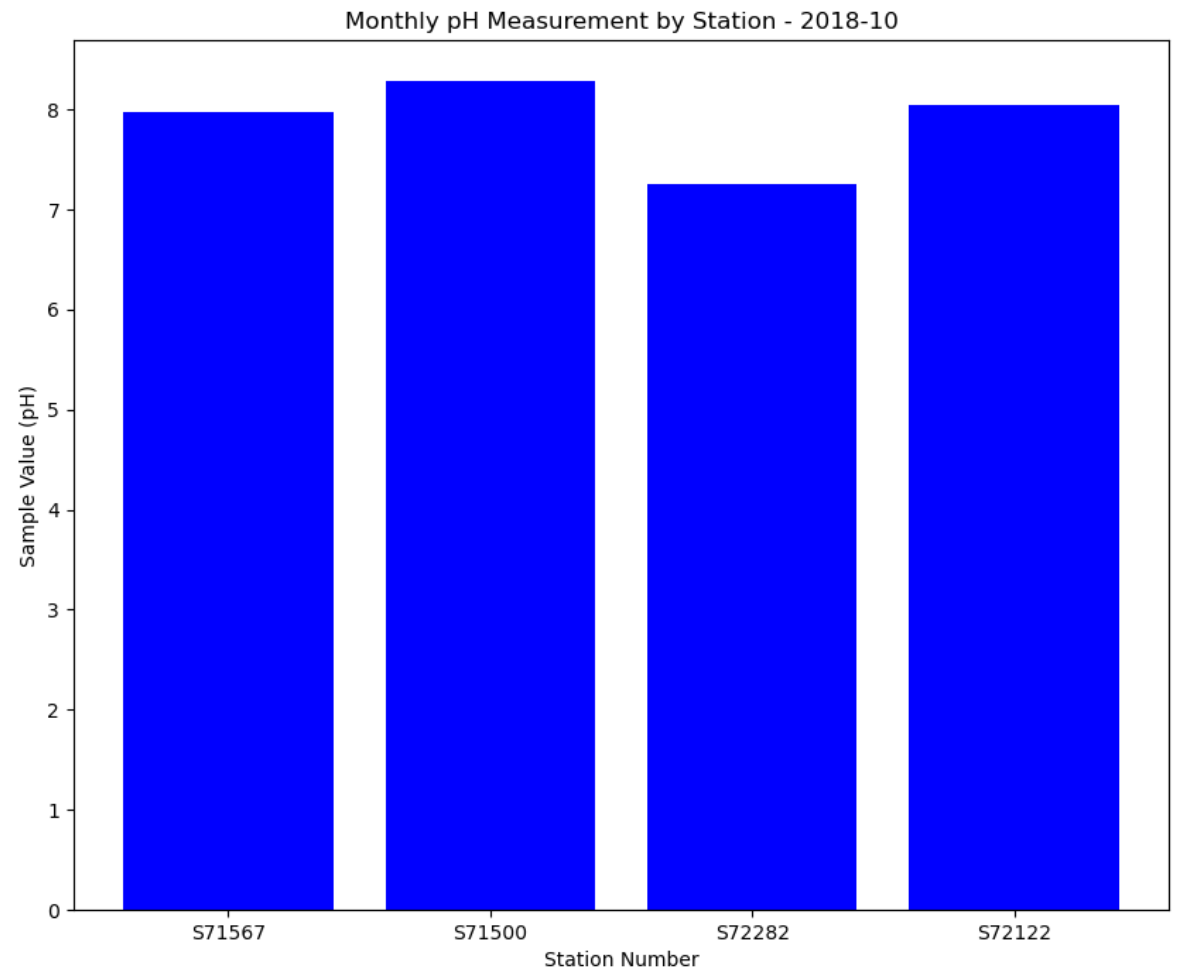 Monthly pH Measurement by Station - 2018-10
Sample Value (pH)
8
7
6
5
4
3
2
1
0
S71567 S71500 S72282 S72122
Station Number